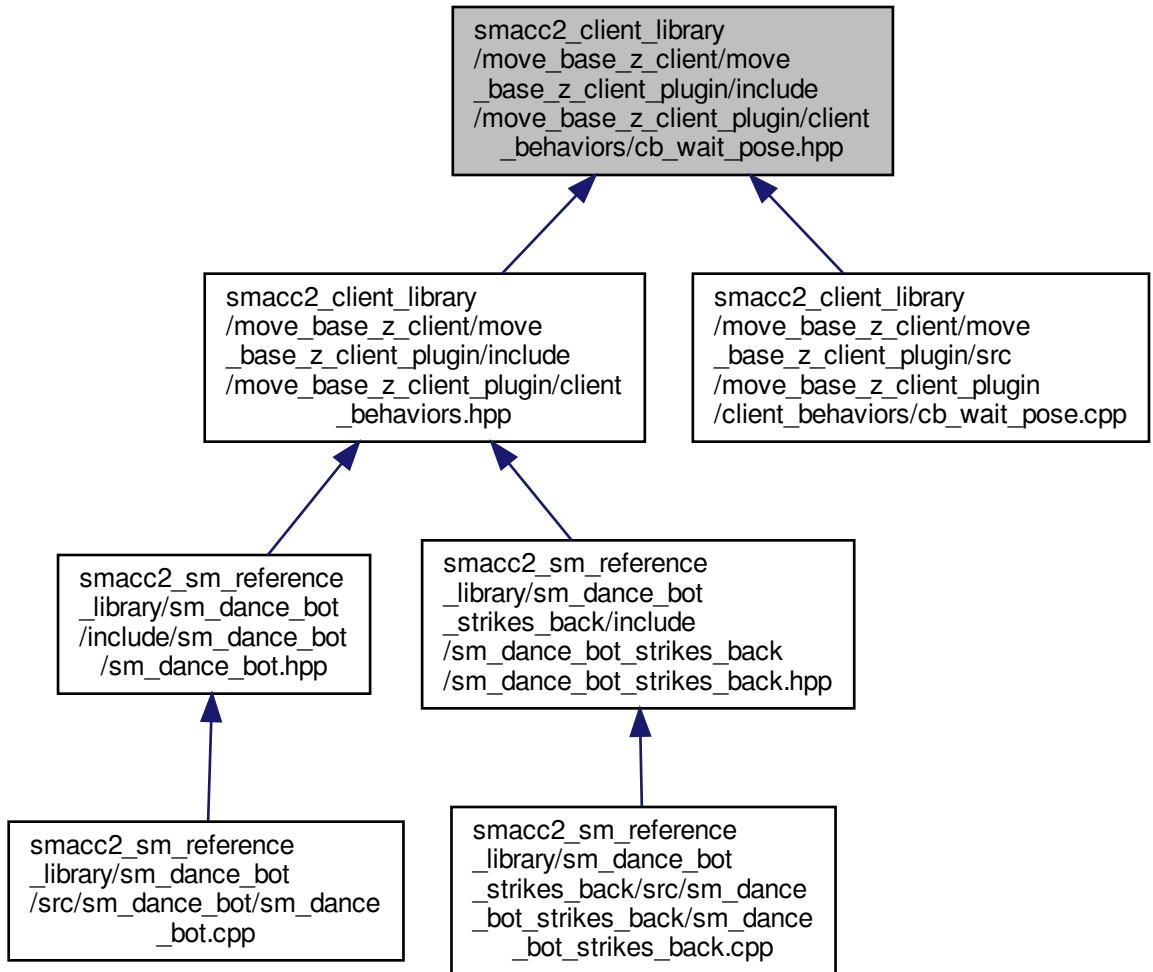 smacc2_client_library
/move_base_z_client/move
_base_z_client_plugin/include
/move_base_z_client_plugin/client
_behaviors/cb_wait_pose.hpp
smacc2_client_library
/move_base_z_client/move
_base_z_client_plugin/include
/move_base_z_client_plugin/client
_behaviors.hpp
smacc2_client_library
/move_base_z_client/move
_base_z_client_plugin/src
/move_base_z_client_plugin
/client_behaviors/cb_wait_pose.cpp
smacc2_sm_reference
_library/sm_dance_bot
/include/sm_dance_bot
/sm_dance_bot.hpp
smacc2_sm_reference
_library/sm_dance_bot
_strikes_back/include
/sm_dance_bot_strikes_back
/sm_dance_bot_strikes_back.hpp
smacc2_sm_reference
_library/sm_dance_bot
/src/sm_dance_bot/sm_dance
_bot.cpp
smacc2_sm_reference
_library/sm_dance_bot
_strikes_back/src/sm_dance
_bot_strikes_back/sm_dance
_bot_strikes_back.cpp